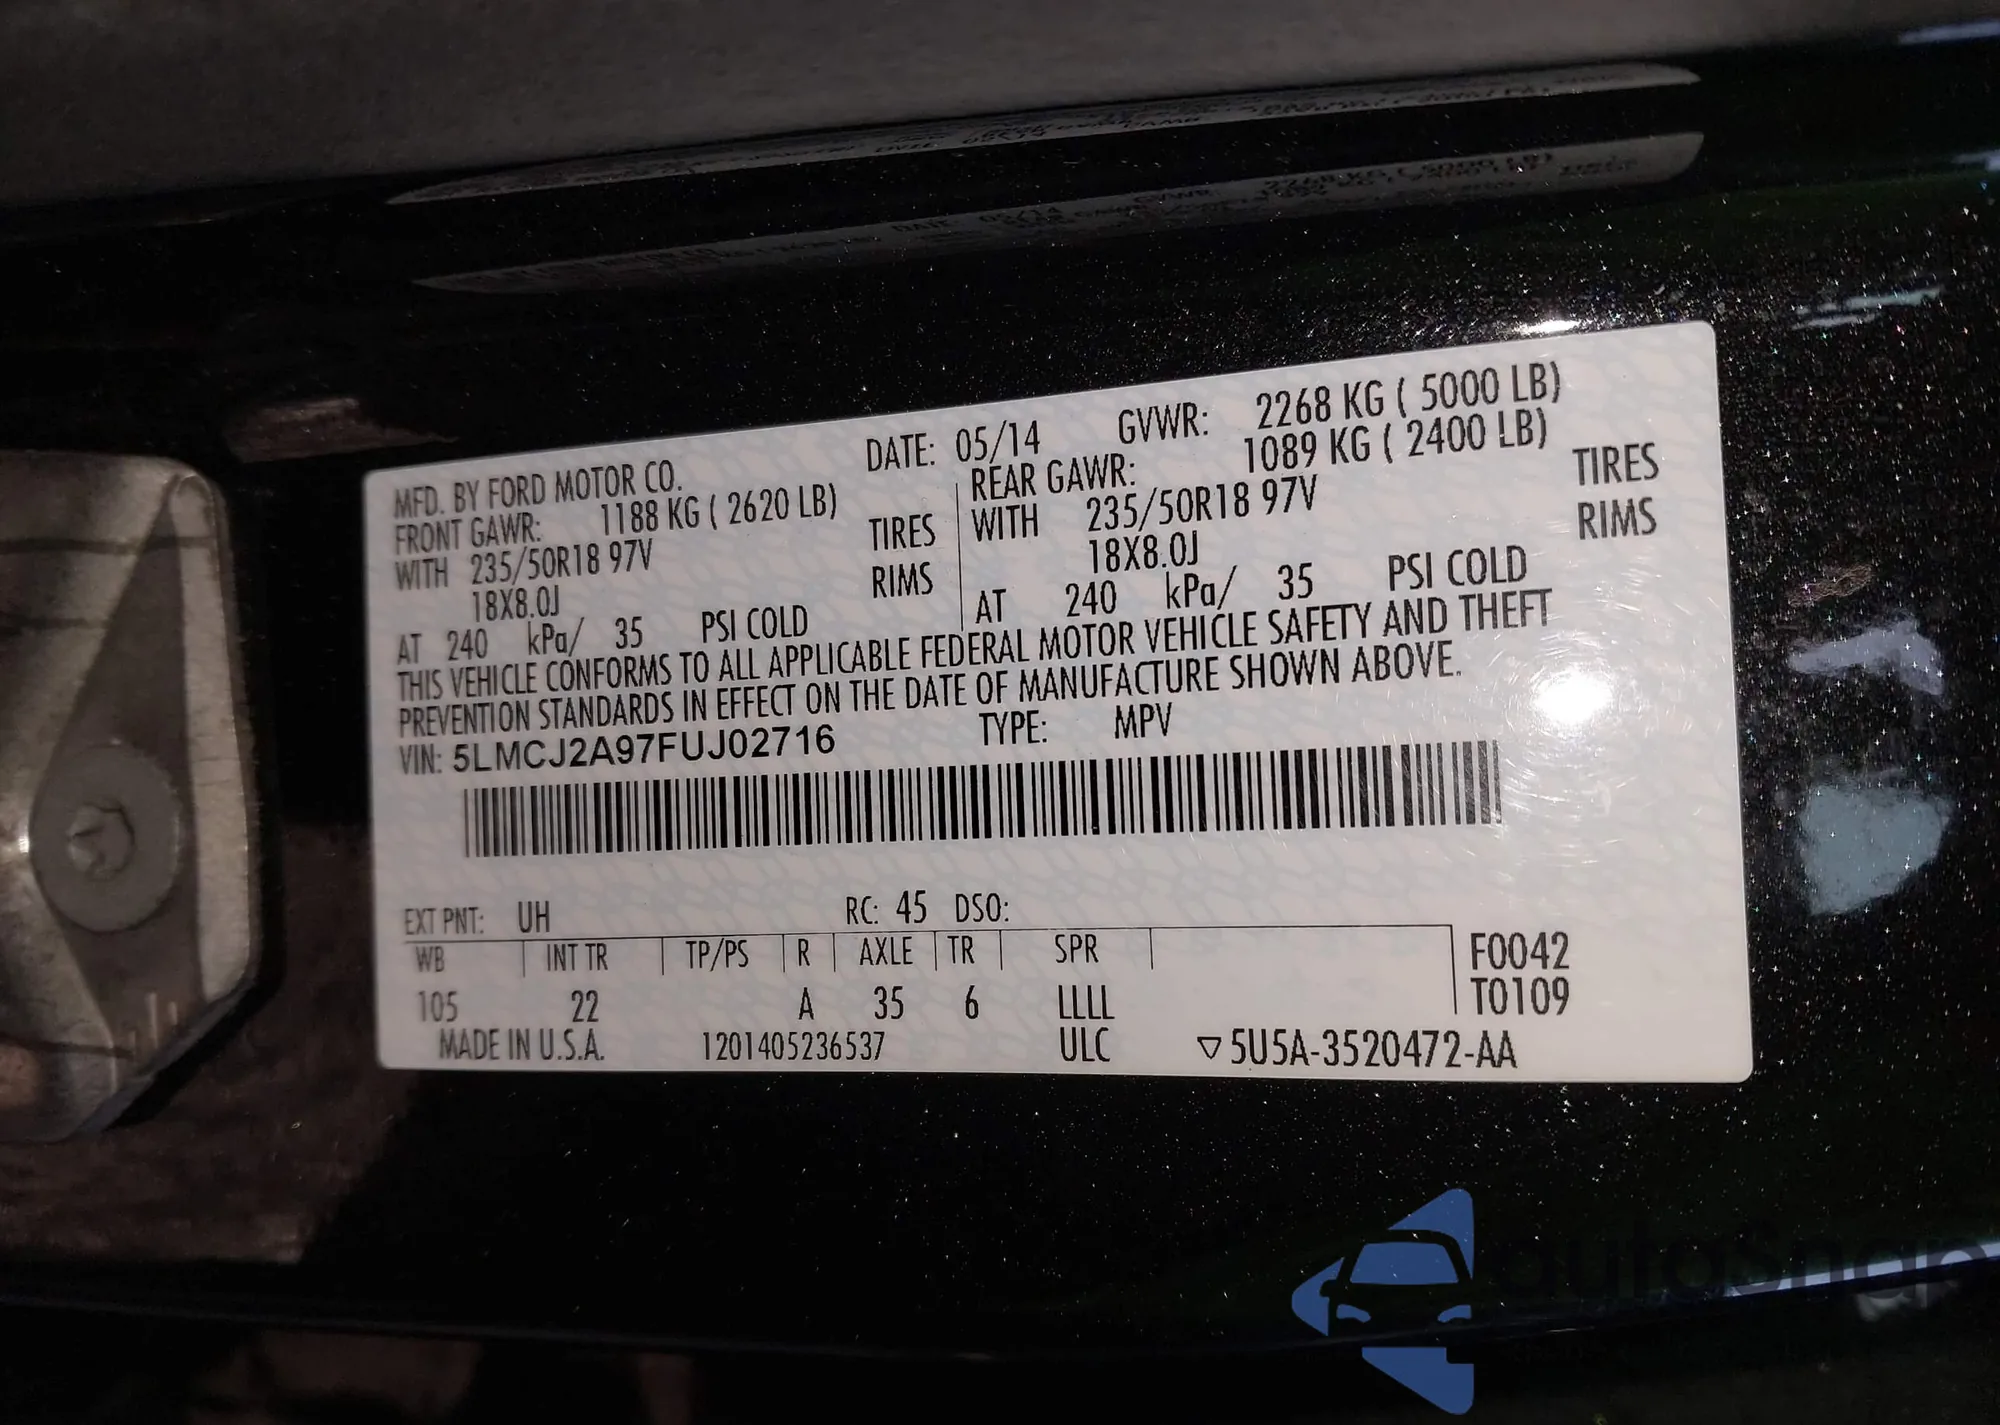 MFD. BY FORD MOTOR CO. DATE: 05/14 GVWR: 2268 KG ( 5000 LB)
FRONT GAWR: 1188 KG ( 2620 LB) REAR GAWR: 1089 KG ( 2400 LB)
WITH 235/50R18 97V TIRES WITH 235/50R18 97V TIRES
18X8.0J RIMS 18X8.0J RIMS
AT 240 kPa/ 35 PSI COLD AT 240 kPa/ 35 PSI COLD
THIS VEHICLE CONFORMS TO ALL APPLICABLE FEDERAL MOTOR VEHICLE SAFETY AND THEFT
PREVENTION STANDARDS IN EFFECT ON THE DATE OF MANUFACTURE SHOWN ABOVE.
VIN: 5LMCJ2A97FUJ02716 TYPE: MPV
EXT PNT: UH RC: 45 DSO:
WB INT TR TP/PS R AXLE TR SPR F0042
105 22 A 35 6 LLLL T0109
MADE IN U.S.A. 1201405236537 ULC ▽5U5A-3520472-AA
autoSnap